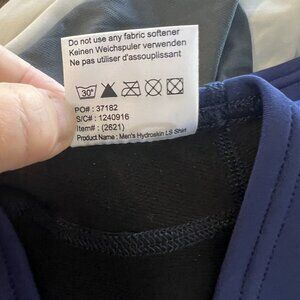 Do not use any fabric softener
Keinen Weichspuler verwenden
Ne pas utiliser d'assouplissant
30°
PO# : 37182
S/C# : 1240916
Item# : (2621)
Product Name : Men's Hydroskin LS Shirt